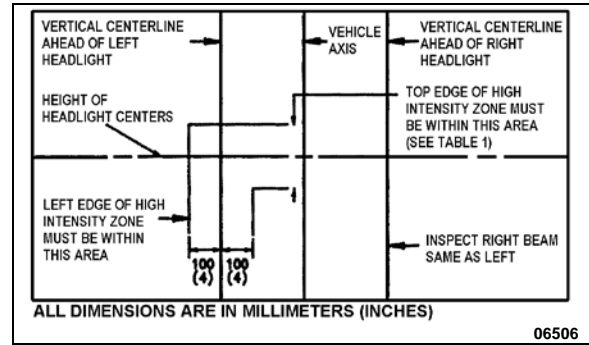 VERTICAL CENTERLINE
AHEAD OF LEFT
HEADLIGHT
VEHICLE
AXIS
VERTICAL CENTERLINE
AHEAD OF RIGHT
HEADLIGHT
HEIGHT OF
HEADLIGHT CENTERS
TOP EDGE OF HIGH
INTENSITY ZONE MUST
BE WITHIN THIS AREA
(SEE TABLE 1)
LEFT EDGE OF HIGH
INTENSITY ZONE
MUST BE WITHIN
THIS AREA
100
(4)
100
(4)
INSPECT RIGHT BEAM
SAME AS LEFT
ALL DIMENSIONS ARE IN MILLIMETERS (INCHES)
06506